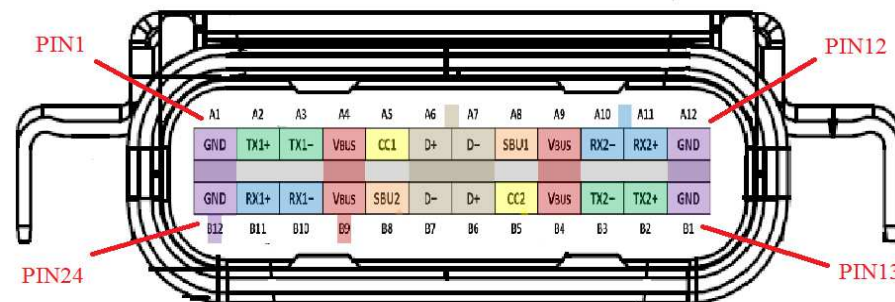 PIN1
PIN12
A1 A2 A3 A4 A5 A6 A7 A8 A9 A10 A11 A12
GND TX1+ TX1− VBUS CC1 D+ D− SBU1 VBUS RX2− RX2+ GND
GND RX1+ RX1− VBUS SBU2 D− D+ CC2 VBUS TX2− TX2+ GND
B12 B11 B10 B9 B8 B7 B6 B5 B4 B3 B2 B1
PIN24
PIN13